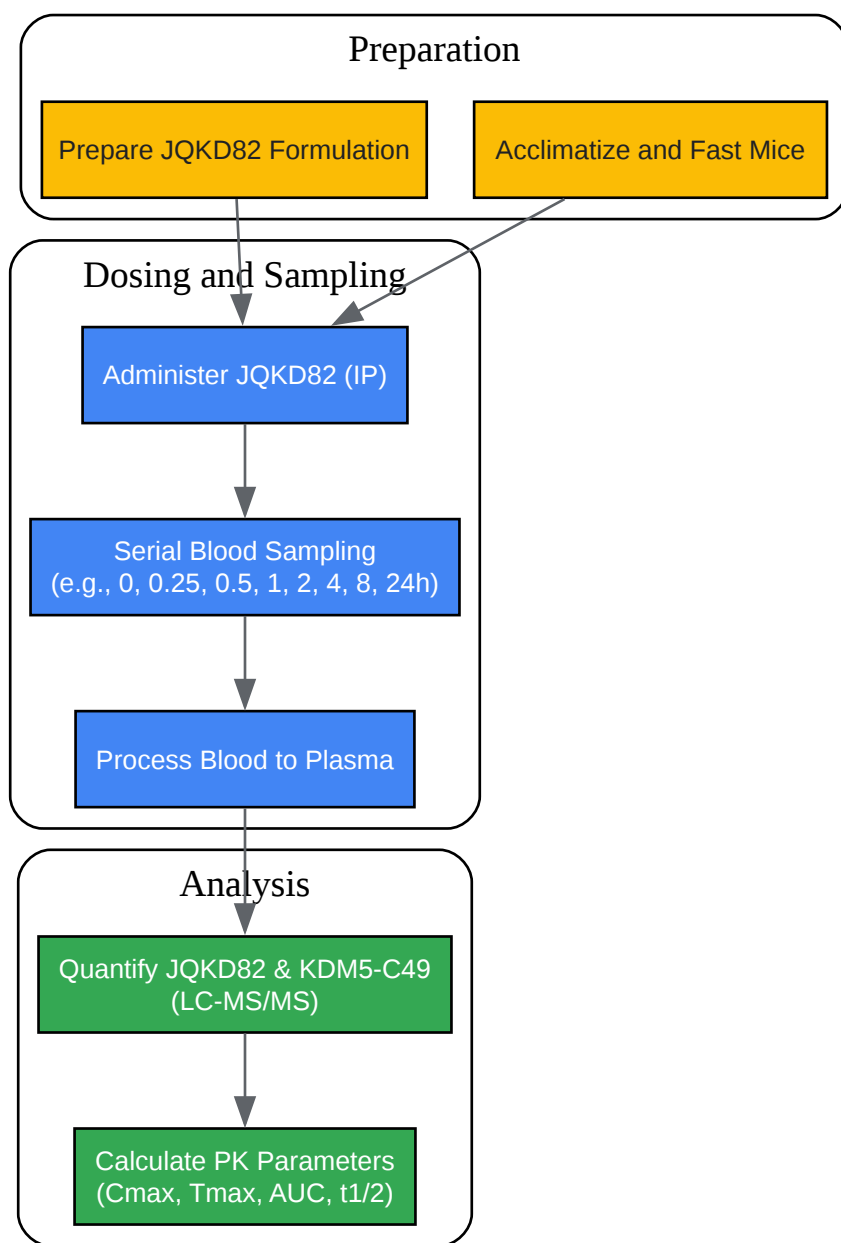 Preparation
Prepare JQKD82 Formulation
Acclimatize and Fast Mice
Dosing and Sampling
Administer JQKD82 (IP)
Serial Blood Sampling
(e.g., 0, 0.25, 0.5, 1, 2, 4, 8, 24h)
Process Blood to Plasma
Analysis
Quantify JQKD82 & KDM5-C49
(LC-MS/MS)
Calculate PK Parameters
(Cmax, Tmax, AUC, t1/2)